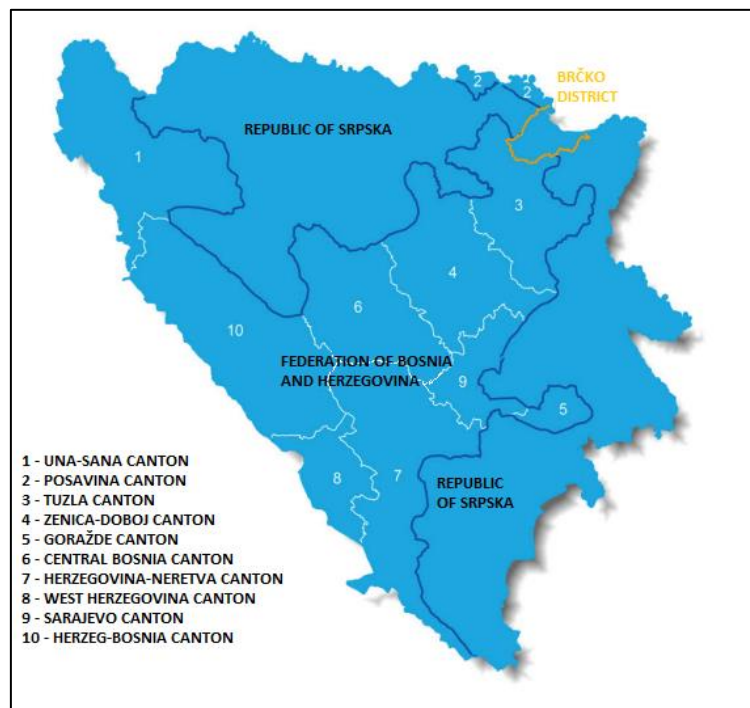 2
2
BRČKO
DISTRICT
REPUBLIC OF SRPSKA
1
3
4
6
10
FEDERATION OF BOSNIA
AND HERZEGOVINA
9
5
8
7
REPUBLIC
OF SRPSKA
1 - UNA-SANA CANTON
2 - POSAVINA CANTON
3 - TUZLA CANTON
4 - ZENICA-DOBOJ CANTON
5 - GORAŽDE CANTON
6 - CENTRAL BOSNIA CANTON
7 - HERZEGOVINA-NERETVA CANTON
8 - WEST HERZEGOVINA CANTON
9 - SARAJEVO CANTON
10 - HERZEG-BOSNIA CANTON